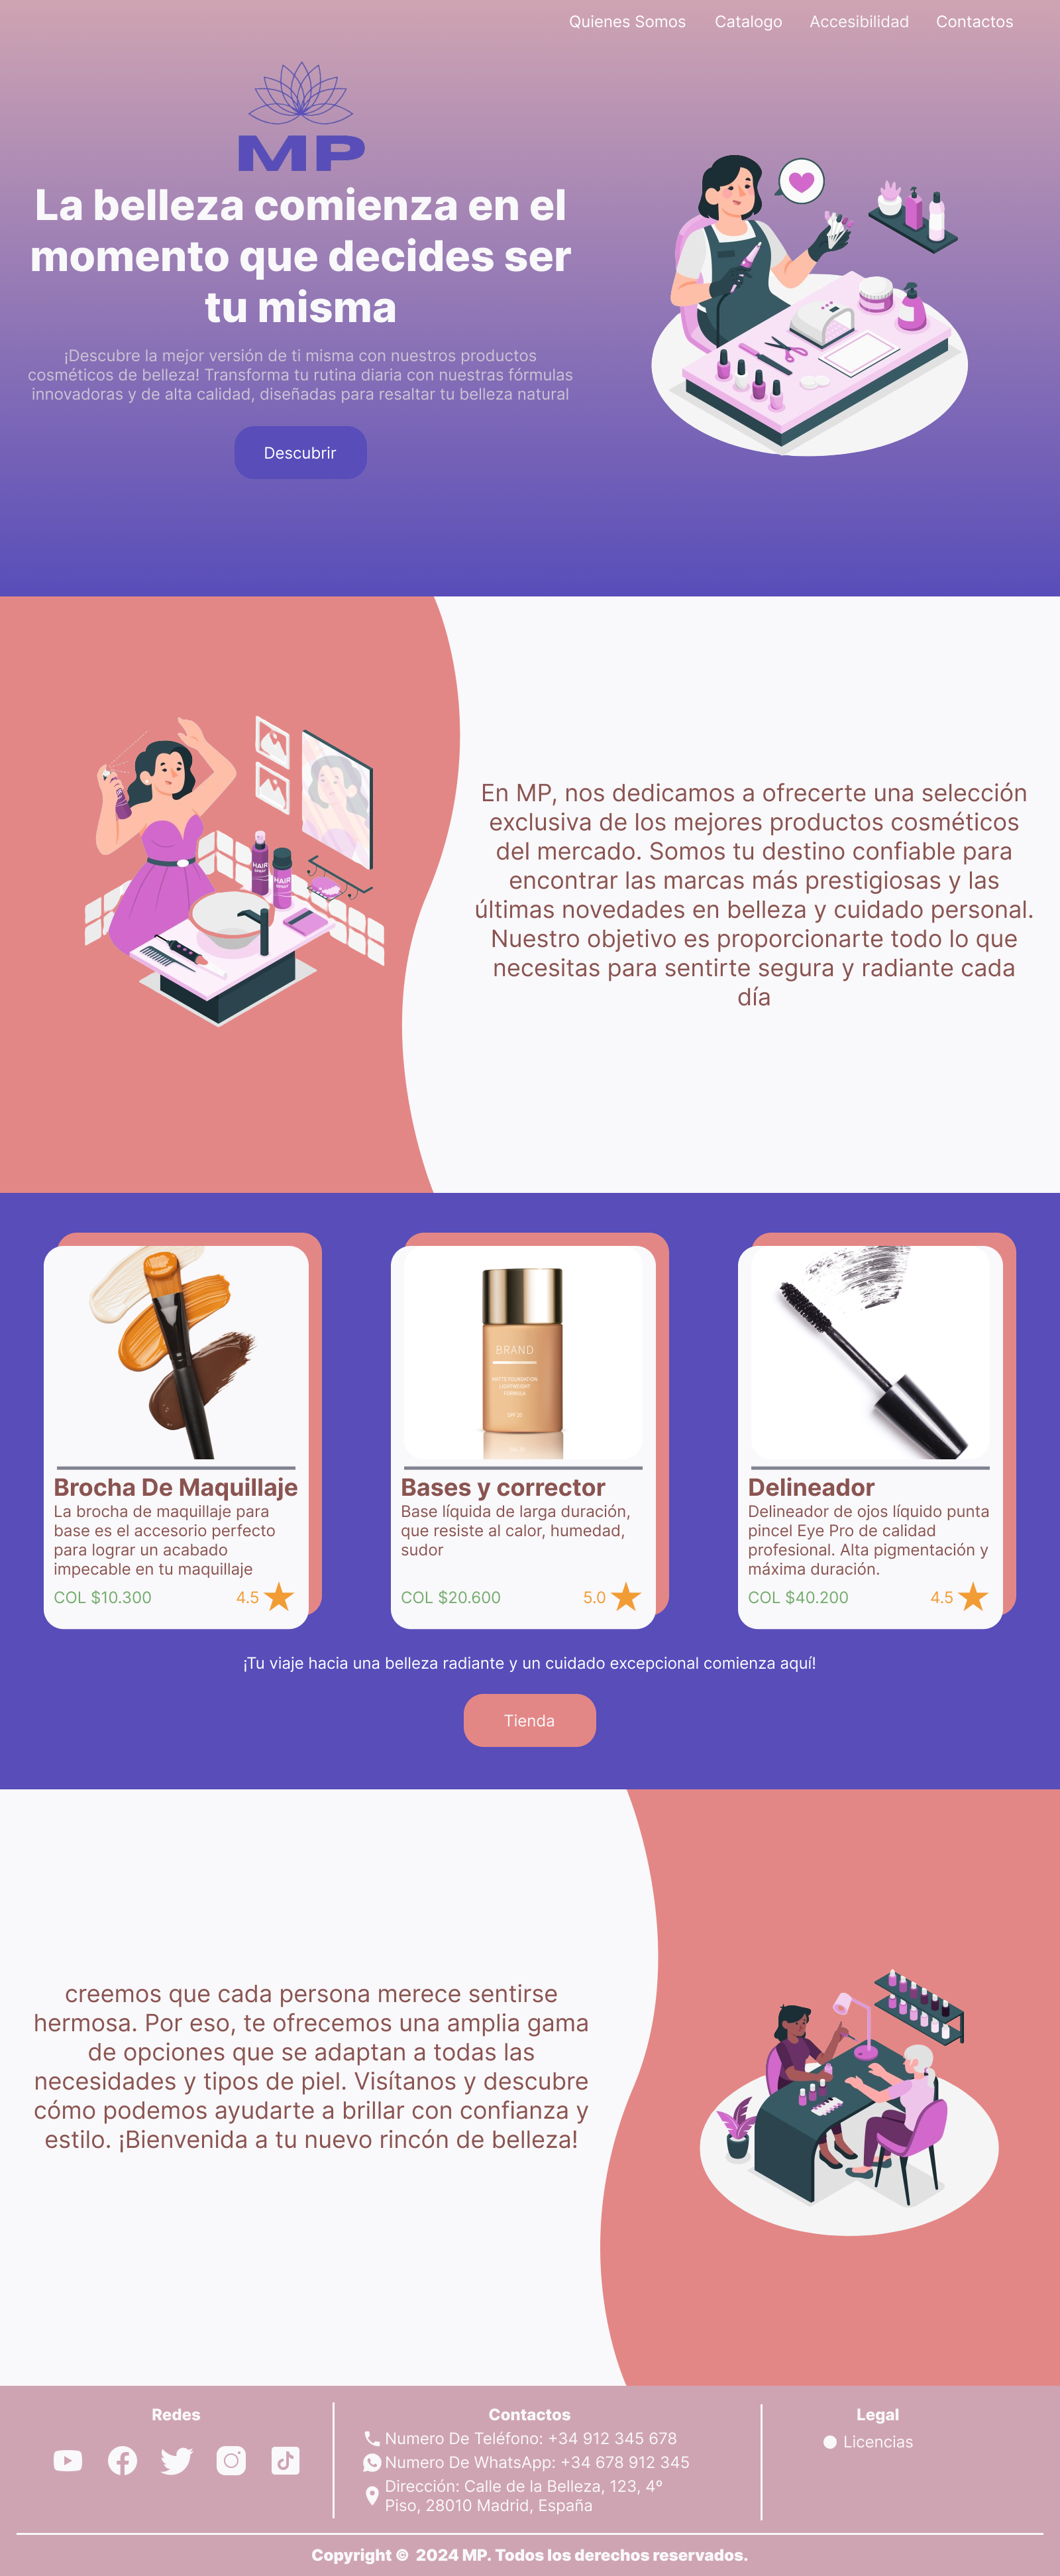 Quienes Somos Catalogo Accesibilidad Contactos
MP
La belleza comienza en el
momento que decides ser
tu misma
¡Descubre la mejor versión de ti misma con nuestros productos
cosméticos de belleza! Transforma tu rutina diaria con nuestras fórmulas
innovadoras y de alta calidad, diseñadas para resaltar tu belleza natural
Descubrir
HAIR
SPRAY
HAIR
SPRAY
En MP, nos dedicamos a ofrecerte una selección
exclusiva de los mejores productos cosméticos
del mercado. Somos tu destino confiable para
encontrar las marcas más prestigiosas y las
últimas novedades en belleza y cuidado personal.
Nuestro objetivo es proporcionarte todo lo que
necesitas para sentirte segura y radiante cada
día
Brocha De Maquillaje
La brocha de maquillaje para
base es el accesorio perfecto
para lograr un acabado
impecable en tu maquillaje
COL $10.300 4.5
BRAND
MATTE FOUNDATION
LIGHTWEIGHT
FORMULA
SPF 20
Bases y corrector
Base líquida de larga duración,
que resiste al calor, humedad,
sudor
COL $20.600 5.0
Delineador
Delineador de ojos líquido punta
pincel Eye Pro de calidad
profesional. Alta pigmentación y
máxima duración.
COL $40.200 4.5
¡Tu viaje hacia una belleza radiante y un cuidado excepcional comienza aquí!
Tienda
creemos que cada persona merece sentirse
hermosa. Por eso, te ofrecemos una amplia gama
de opciones que se adaptan a todas las
necesidades y tipos de piel. Visítanos y descubre
cómo podemos ayudarte a brillar con confianza y
estilo. ¡Bienvenida a tu nuevo rincón de belleza!
Redes
Contactos
Numero De Teléfono: +34 912 345 678
Numero De WhatsApp: +34 678 912 345
Dirección: Calle de la Belleza, 123, 4º
Piso, 28010 Madrid, España
Legal
Licencias
Copyright © 2024 MP. Todos los derechos reservados.